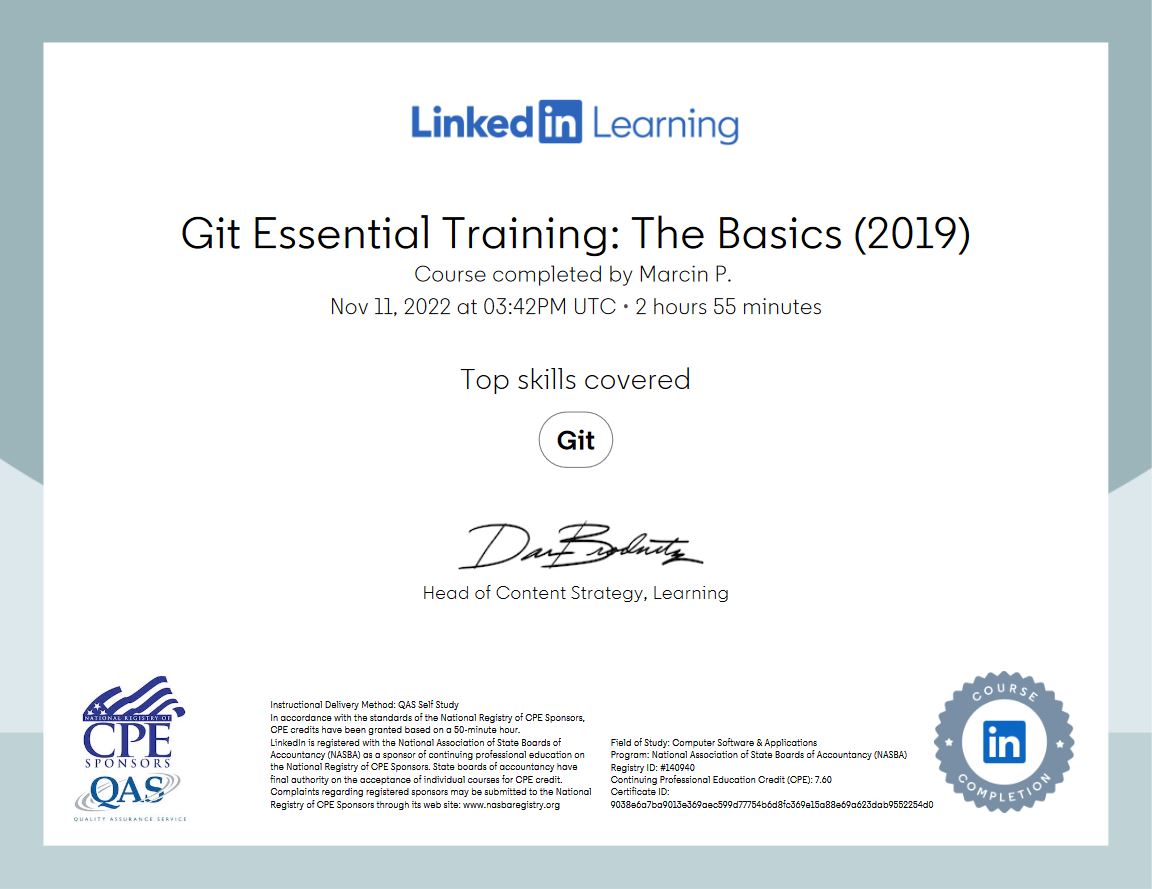 Linked in Learning
Git Essential Training: The Basics (2019)
Course completed by Marcin P.
Nov 11, 2022 at 03:42PM UTC • 2 hours 55 minutes
Top skills covered
Git
Dan Brodnitz
Head of Content Strategy, Learning
NATIONAL REGISTRY OF
CPE
SPONSORS
QAS
QUALITY ASSURANCE SERVICE
Instructional Delivery Method: QAS Self Study
In accordance with the standards of the National Registry of CPE Sponsors,
CPE credits have been granted based on a 50-minute hour.
LinkedIn is registered with the National Association of State Boards of
Accountancy (NASBA) as a sponsor of continuing professional education on
the National Registry of CPE Sponsors. State boards of accountancy have
final authority on the acceptance of individual courses for CPE credit.
Complaints regarding registered sponsors may be submitted to the National
Registry of CPE Sponsors through its web site: www.nasbaregistry.org
Field of Study: Computer Software & Applications
Program: National Association of State Boards of Accountancy (NASBA)
Registry ID: #140940
Continuing Professional Education Credit (CPE): 7.60
Certificate ID:
9038e6a7ba9013e369aec599d77754b6d8fc369e15a88e69a623dab9552254d0
COURSE
in
COMPLETION